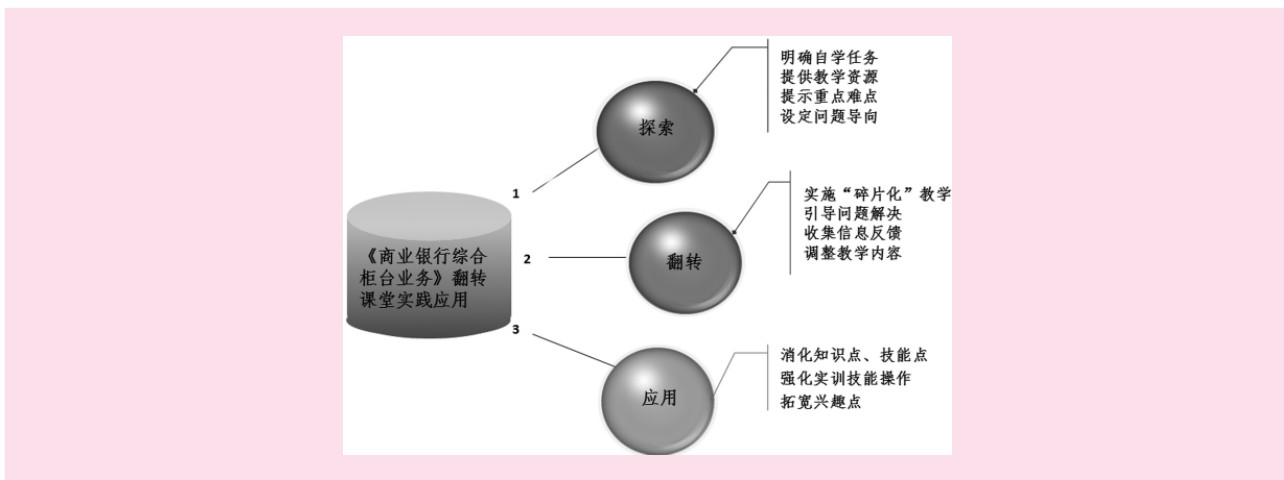 《商业银行综合
柜台业务》翻转
课堂实践应用
1
探索
明确自学任务
提供教学资源
提示重点难点
设定问题导向
2
翻转
实施“碎片化”教学
引导问题解决
收集信息反馈
调整教学内容
3
应用
消化知识点、技能点
强化实训技能操作
拓宽兴趣点